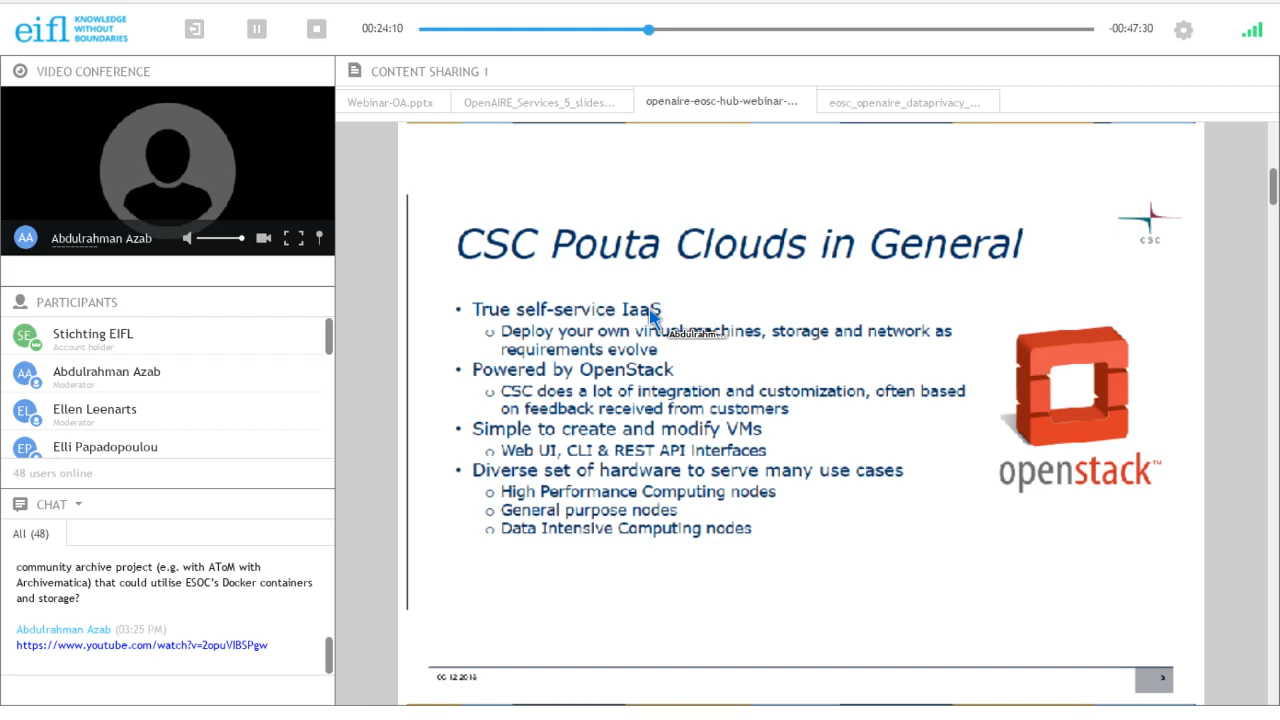 eifl KNOWLEDGE
WITHOUT
BOUNDARIES
00:24:10
-00:47:30
VIDEO CONFERENCE
AA Abdulrahman Azab
PARTICIPANTS
SE Stichting EIFL
Account holder
AA Abdulrahman Azab
Moderator
EL Ellen Leenarts
Moderator
EP Elli Papadopoulou
48 users online
CHAT
All (48)
community archive project (e.g. with AToM with
Archivematica) that could utilise ESOC's Docker containers
and storage?
Abdulrahman Azab (03:25 PM)
https://www.youtube.com/watch?v=2opuVIBSPgw
CONTENT SHARING 1
Webinar-OA.pptx
OpenAIRE_Services_5_slides...
openaire-eosc-hub-webinar-...
eosc_openaire_dataprivacy_...
CSC Pouta Clouds in General
CSC
• True self-service IaaS
o Deploy your own virtual machines, storage and network as
requirements evolve
• Powered by OpenStack
o CSC does a lot of integration and customization, often based
on feedback received from customers
• Simple to create and modify VMs
o Web UI, CLI & REST API Interfaces
• Diverse set of hardware to serve many use cases
o High Performance Computing nodes
o General purpose nodes
o Data Intensive Computing nodes
openstack™
3